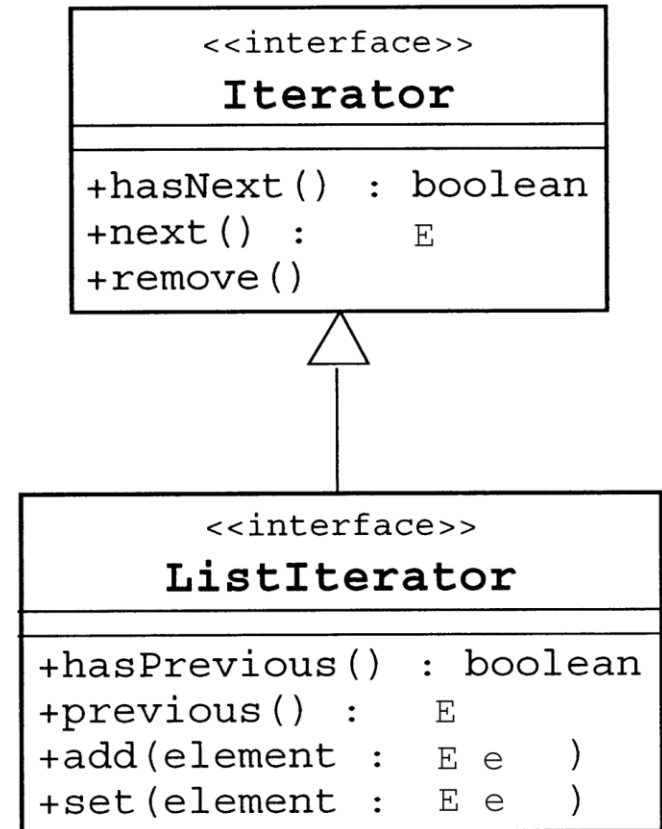 <<interface>>
Iterator
+hasNext() : boolean
+next() : E
+remove()
<<interface>>
ListIterator
+hasPrevious() : boolean
+previous() : E
+add(element : E e )
+set(element : E e )